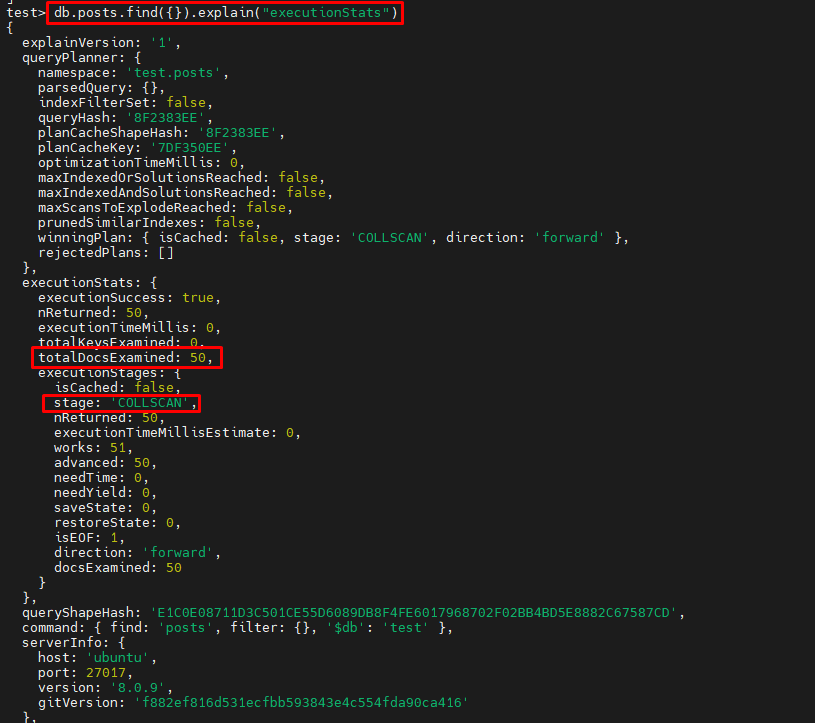 test> db.posts.find({}).explain("executionStats")
{
  explainVersion: '1',
  queryPlanner: {
    namespace: 'test.posts',
    parsedQuery: {},
    indexFilterSet: false,
    queryHash: '8F2383EE',
    planCacheShapeHash: '8F2383EE',
    planCacheKey: '7DF350EE',
    optimizationTimeMillis: 0,
    maxIndexedOrSolutionsReached: false,
    maxIndexedAndSolutionsReached: false,
    maxScansToExplodeReached: false,
    prunedSimilarIndexes: false,
    winningPlan: { isCached: false, stage: 'COLLSCAN', direction: 'forward' },
    rejectedPlans: []
  },
  executionStats: {
    executionSuccess: true,
    nReturned: 50,
    executionTimeMillis: 0,
    totalKeysExamined: 0,
    totalDocsExamined: 50,
    executionStages: {
      isCached: false,
      stage: 'COLLSCAN',
      nReturned: 50,
      executionTimeMillisEstimate: 0,
      works: 51,
      advanced: 50,
      needTime: 0,
      needYield: 0,
      saveState: 0,
      restoreState: 0,
      isEOF: 1,
      direction: 'forward',
      docsExamined: 50
    }
  },
  queryShapeHash: 'E1C0E08711D3C501CE55D6089DB8F4FE6017968702F02BB4BD5E8882C67587CD',
  command: { find: 'posts', filter: {}, '$db': 'test' },
  serverInfo: {
    host: 'ubuntu',
    port: 27017,
    version: '8.0.9',
    gitVersion: 'f882ef816d531ecfbb593843e4c554fda90ca416'
  },